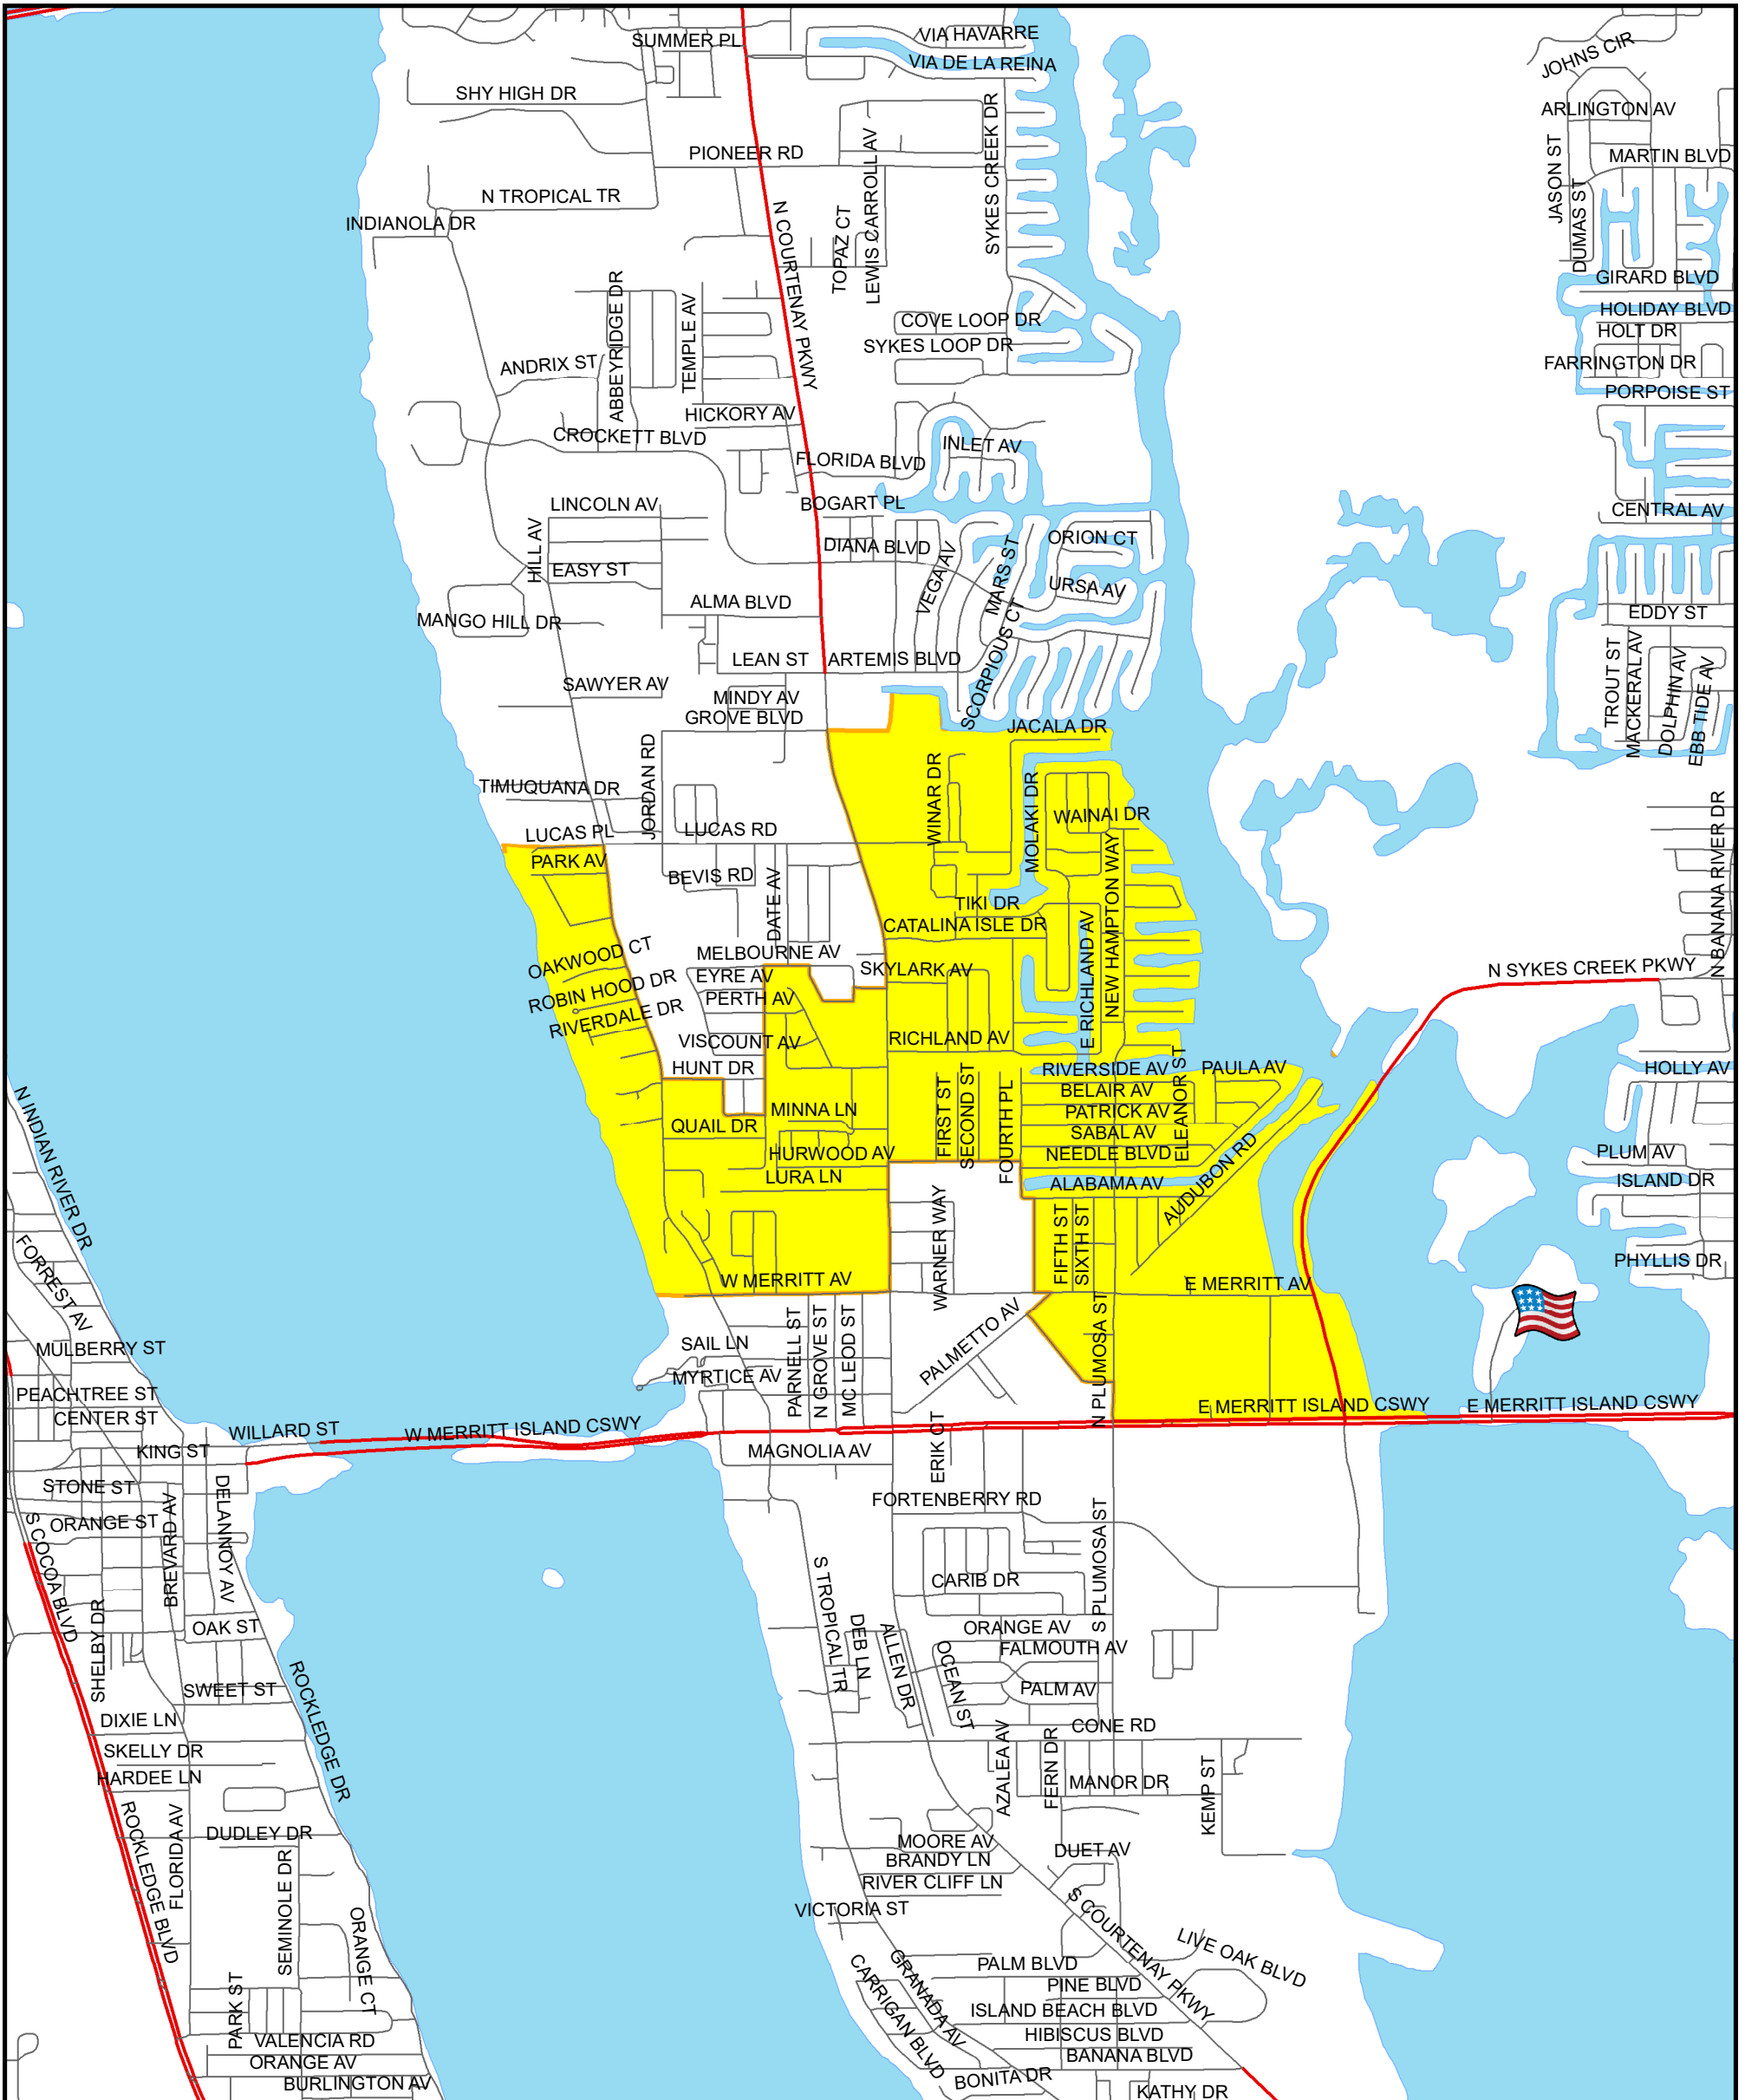 SUMMER PL
VIA HAVARRE
VIA DE LA REINA
JOHNS CIR
SHY HIGH DR
ARLINGTON AV
PIONEER RD
LEWIS CARROLL AV
SYKES CREEK DR
JASON ST
MARTIN BLVD
N TROPICAL TR
DUMAS ST
INDIANOLA DR
N COURTENAY PKWY
TOPAZ CT
GIRARD BLVD
HOLIDAY BLVD
ABBEYRIDGE DR
TEMPLE AV
COVE LOOP DR
HOLT DR
SYKES LOOP DR
ANDRIX ST
FARRINGTON DR
PORPOISE ST
HICKORY AV
CROCKETT BLVD
INLET AV
FLORIDA BLVD
LINCOLN AV
BOGART PL
CENTRAL AV
HILL AV
DIANA BLVD
ORION CT
EASY ST
VEGA AV
MARS ST
URSA AV
ALMA BLVD
EDDY ST
MANGO HILL DR
SCORPIOUS CT
LEAN ST
ARTEMIS BLVD
TROUT ST
MACKERAL AV
DOLPHIN AV
EBB TIDE AV
SAWYER AV
MINDY AV
GROVE BLVD
JACALA DR
JORDAN RD
WINAR DR
MOLAKI DR
TIMUQUANA DR
WAINAI DR
N BANANA RIVER DR
LUCAS PL
LUCAS RD
PARK AV
BEVIS RD
DATE AV
NEW HAMPTON WAY
TIKI DR
CATALINA ISLE DR
E RICHLAND AV
OAKWOOD CT
MELBOURNE AV
SKYLARK AV
N SYKES CREEK PKWY
EYRE AV
ROBIN HOOD DR
PERTH AV
RIVERDALE DR
VISCOUNT AV
RICHLAND AV
HUNT DR
RIVERSIDE AV
ELEANOR ST
PAULA AV
HOLLY AV
BELAIR AV
N INDIAN RIVER DR
MINNA LN
FIRST ST
SECOND ST
FOURTH PL
PATRICK AV
QUAIL DR
SABAL AV
HURWOOD AV
NEEDLE BLVD
AUDUBON RD
PLUM AV
LURA LN
ALABAMA AV
ISLAND DR
WARNER WAY
FIFTH ST
SIXTH ST
FORREST AV
PHYLLIS DR
W MERRITT AV
E MERRITT AV
MULBERRY ST
SAIL LN
PARNELL ST
N GROVE ST
MC LEOD ST
PALMETTO AV
N PLUMOSA ST
MYRTICE AV
PEACHTREE ST
CENTER ST
E MERRITT ISLAND CSWY
E MERRITT ISLAND CSWY
WILLARD ST
W MERRITT ISLAND CSWY
KING ST
MAGNOLIA AV
ERIK CT
STONE ST
DELANNOY AV
BREVARD AV
FORTENBERRY RD
ORANGE ST
S COCOA BLVD
S PLUMOSA ST
S TROPICAL TR
CARIB DR
SHELBY DR
OAK ST
DEB LN
ALLEN DR
ORANGE AV
OCEAN ST
FALMOUTH AV
ROCKLEDGE DR
SWEET ST
PALM AV
DIXIE LN
CONE RD
SKELLY DR
AZALEA AV
FERN DR
HARDEE LN
MANOR DR
KEMP ST
ROCKLEDGE BLVD
FLORIDA AV
DUDLEY DR
MOORE AV
DUET AV
BRANDY LN
SEMINOLE DR
RIVER CLIFF LN
S COURTENAY PKWY
ORANGE CT
VICTORIA ST
LIVE OAK BLVD
CARRIGAN BLVD
GRANADA AV
PALM BLVD
PARK ST
PINE BLVD
ISLAND BEACH BLVD
VALENCIA RD
HIBISCUS BLVD
ORANGE AV
BANANA BLVD
BURLINGTON AV
BONITA DR
KATHY DR